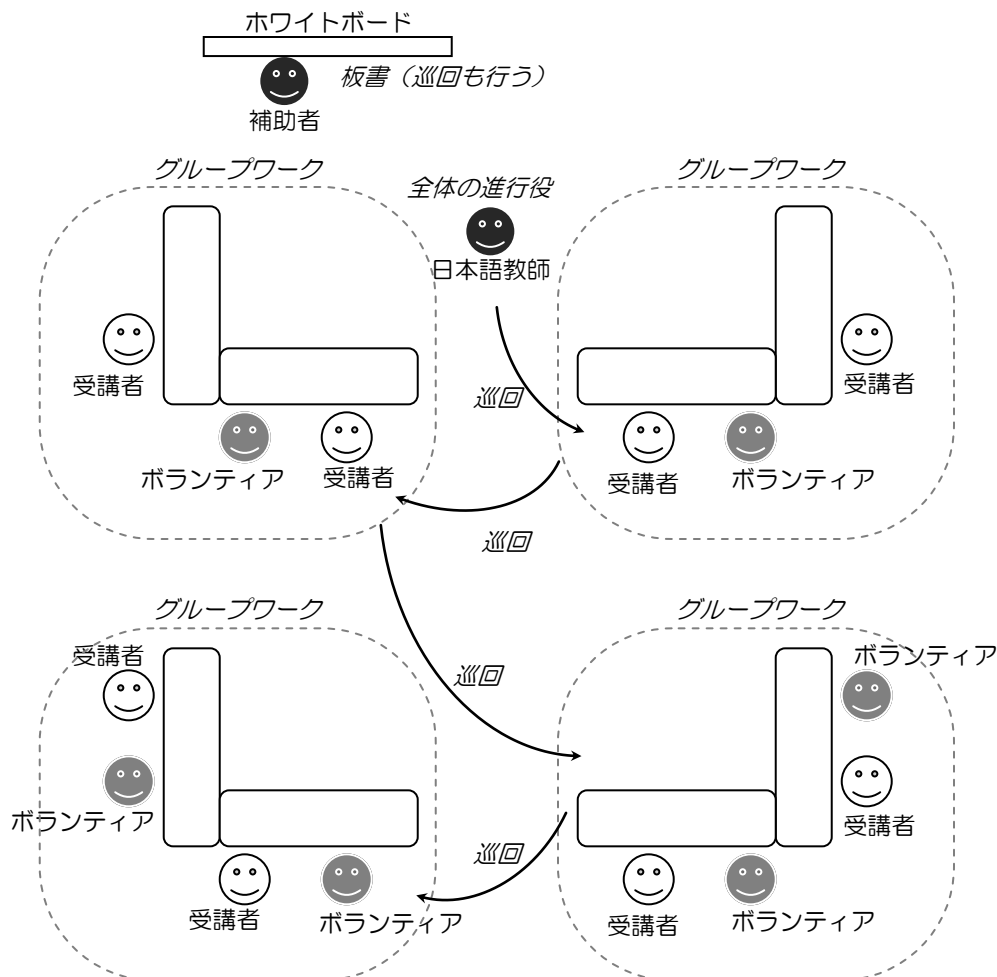 ホワイトボード
板書（巡回も行う）
補助者
グループワーク
全体の進行役
グループワーク
日本語教師
受講者
受講者
巡回
ボランティア
受講者
受講者
ボランティア
巡回
グループワーク
グループワーク
受講者
ボランティア
巡回
ボランティア
受講者
巡回
受講者
ボランティア
受講者
ボランティア